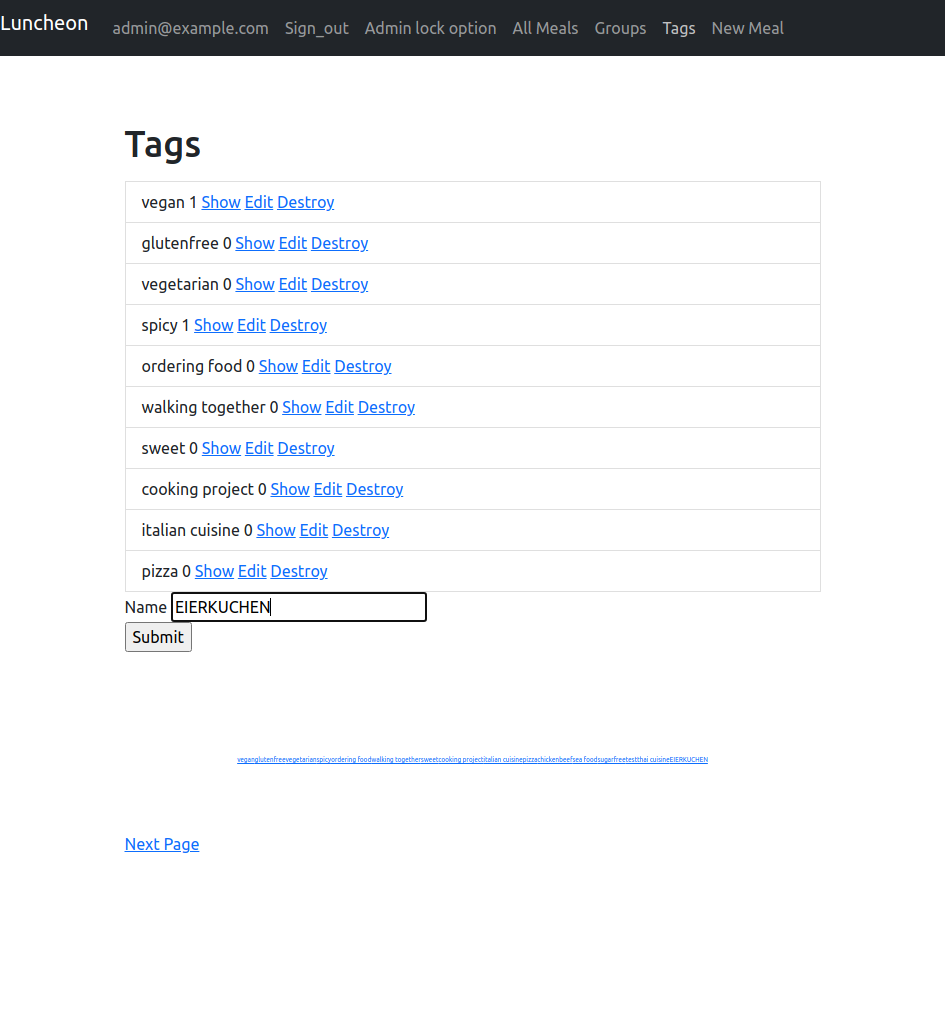 Luncheon admin@example.com Sign_out Admin lock option All Meals Groups Tags New Meal
Tags
vegan 1 Show Edit Destroy
glutenfree 0 Show Edit Destroy
vegetarian 0 Show Edit Destroy
spicy 1 Show Edit Destroy
ordering food 0 Show Edit Destroy
walking together 0 Show Edit Destroy
sweet 0 Show Edit Destroy
cooking project 0 Show Edit Destroy
italian cuisine 0 Show Edit Destroy
pizza 0 Show Edit Destroy
Name EIERKUCHEN
Submit
veganglutenfreevegetarianspicyordering foodwalking togethersweetcooking projectitalian cuisinepizzachickenbeefsea foodsugarfreetestthai cuisineEIERKUCHEN
Next Page